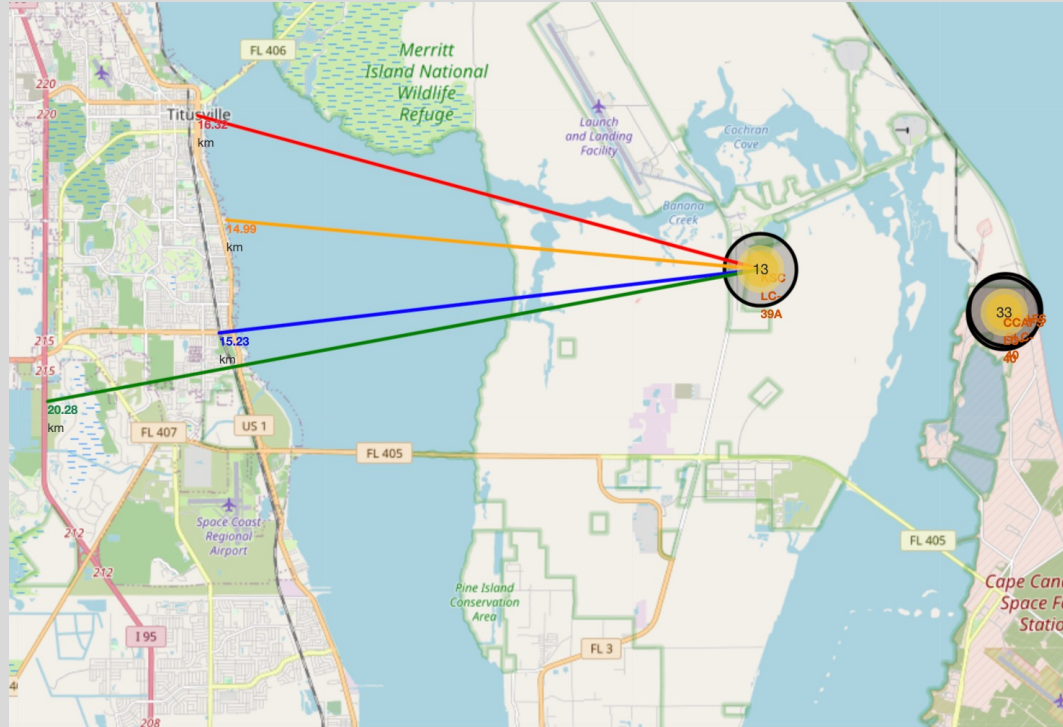 FL 406
Merritt
Island National
Wildlife
Refuge
220
220
Titusville
16.32
km
Launch
and Landing
Facility
Cochran
Cove
Banana
Creek
14.99
km
13
KSC
LC-
39A
33
CCAFS
40
215
15.23
km
215
20.28
km
FL 407
US 1
FL 405
Space Coast
Regional
Airport
212
212
FL 405
Pine Island
Conservation
Area
Cape Can
Space F
Statio
I 95
FL 3
208